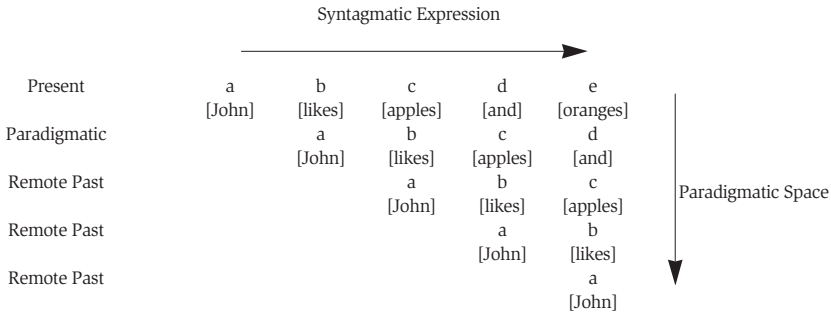 Syntagmatic Expression
Present a b c d e
[John] [likes] [apples] [and] [oranges]
Paradigmatic a b c d
[John] [likes] [apples] [and]
Remote Past a b c
Paradigmatic Space
[John] [likes] [apples]
Remote Past a b
[John] [likes]
Remote Past a
[John]